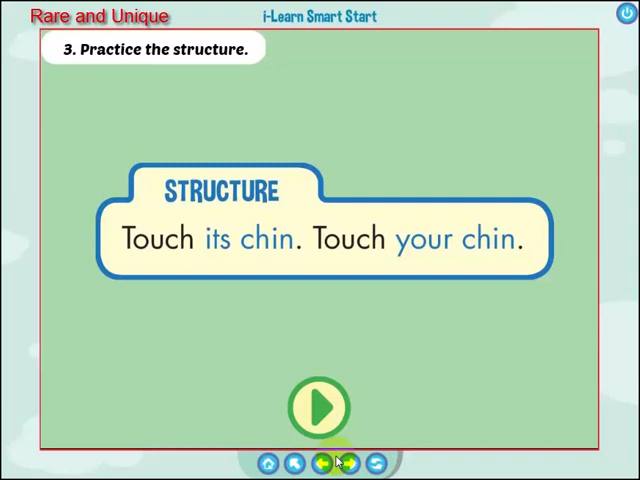 Rare and Unique
i-Learn Smart Start
3. Practice the structure.
STRUCTURE
Touch its chin. Touch your chin.